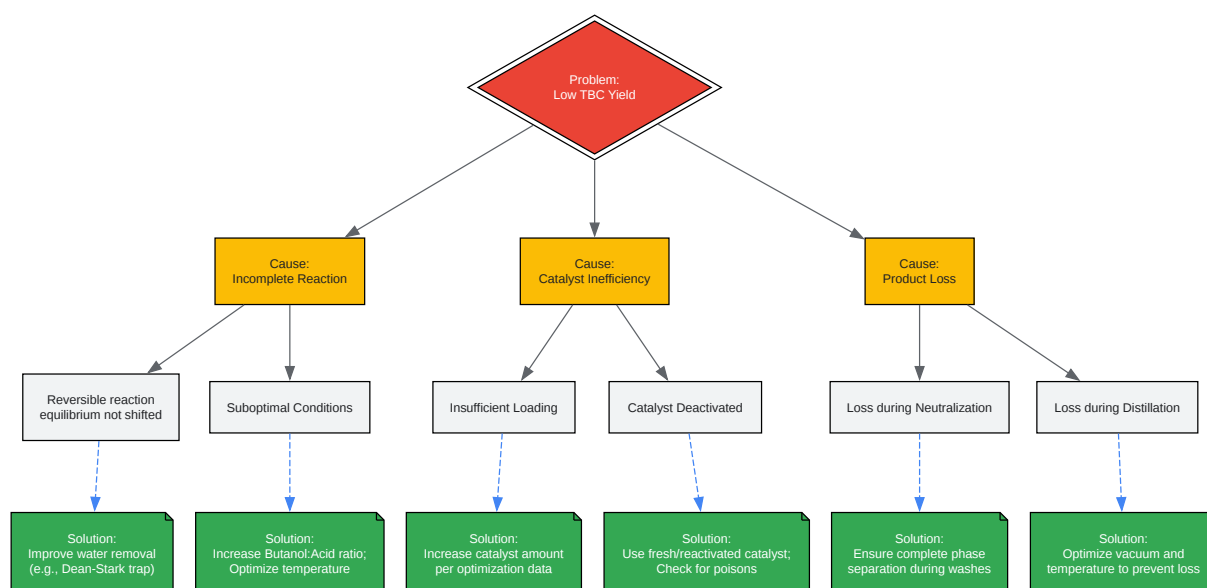 Problem:
Low TBC Yield
Cause:
Incomplete Reaction
Cause:
Catalyst Inefficiency
Cause:
Product Loss
Reversible reaction
equilibrium not shifted
Suboptimal Conditions
Insufficient Loading
Catalyst Deactivated
Loss during Neutralization
Loss during Distillation
Solution:
Improve water removal
(e.g., Dean-Stark trap)
Solution:
Increase Butanol:Acid ratio;
Optimize temperature
Solution:
Increase catalyst amount
per optimization data
Solution:
Use fresh/reactivated catalyst;
Check for poisons
Solution:
Ensure complete phase
separation during washes
Solution:
Optimize vacuum and
temperature to prevent loss